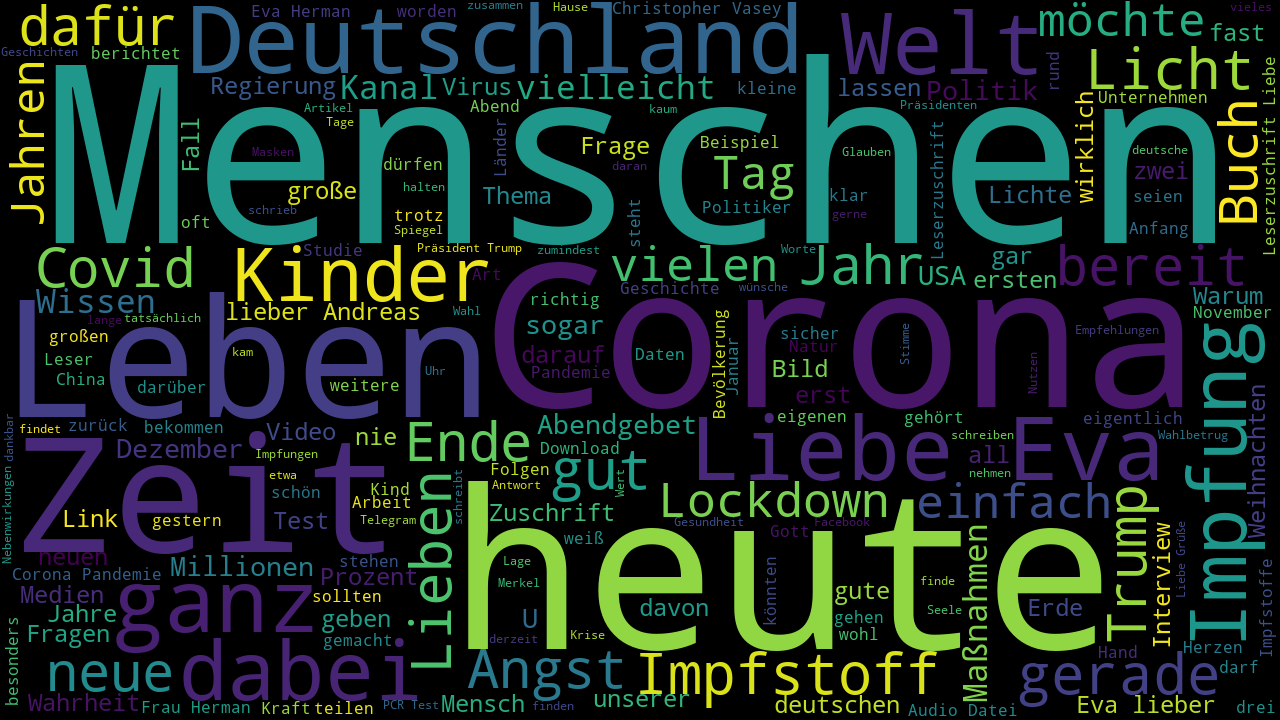 dafür
Eva Herman
worden
zusammen
Hause
Christopher Vasey
möchte
vieles
fast
Geschichten
berichtet
Deutschland
Welt
Licht
rund
Leserzuschrift Liebe
Jahren
Menschen
Regierung
Kanal
Virus
vielleicht
kleine
lassen
Politik
Unternehmen
Artikel
Abend
kaum
Präsidenten
Tage
Fall
Masken
Länder
Frage
daran
Beispiel
Glauben
Leserzuschrift
wirklich
deutsche
Buch
dürfen
große
halten
Thema
Tag
klar
Lichte
zwei
seien
schrieb
oft
trotz
Spiegel
steht
Politiker
gerne
Anfang
Studie
Präsident Trump
zumindest
Worte
Covid
Kinder
Art
vielen
Jahr
USA
gar
ersten
bereit
Wissen
lieber Andreas
Wahl
richtig
Geschichte
wünsche
Warum
November
lange
tatsächlich
großen
sogar
sicher
Stimme
Empfehlungen
Leben
Corona
Leser
kam
darauf
Daten
Bevölkerung
Januar
Natur
Bild
China
darüber
weitere
Uhr
Pandemie
erst
Nutzen
Impfung
findet
zurück
bekommen
Abendgebet
eigenen
gehört
eigentlich
dankbar
Zeit
Dezember
Video
nie
Ende
Download
Liebe
schreiben
all
Eva
Wahlbetrug
Weihnachten
Impfungen
etwa
Folgen
gut
nehmen
Nebenwirkungen
schön
Kind
Arbeit
schreibt
Antwort
Wert
Lockdown
einfach
Link
gestern
Test
Telegram
Lieben
Zuschrift
Gesundheit
Gott
Facebook
heute
Maßnahmen
Trump
Interview
Liebe Grüße
neuen
weiß
Corona Pandemie
Millionen
stehen
Lage
Prozent
Merkel
finde
könnten
Impfstoffe
Medien
ganz
sollten
gute
Jahre
geben
U
davon
gehen
Seele
Erde
Fragen
gemacht
derzeit
Krise
wohl
Hand
Herzen
besonders
neue
dabei
Angst
Impfstoff
gerade
darf
Wahrheit
Frau Herman
Kraft
teilen
PCR Test
Mensch
finden
unserer
deutschen
Audio Datei
Eva lieber
drei